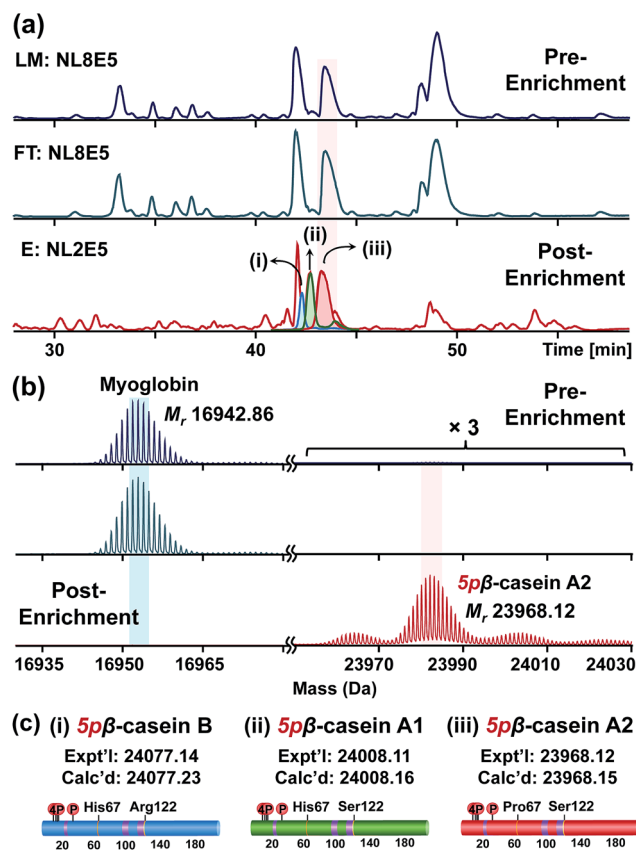 (a)
LM: NL8E5
Pre-
Enrichment
FT: NL8E5
E: NL2E5
(i)
(ii)
(iii)
Post-
Enrichment
30 40 50 Time [min]
(b)
Myoglobin
Mr 16942.86
Pre-
Enrichment
× 3
Post-
Enrichment
5pβ-casein A2
Mr 23968.12
16935 16950 16965 23970 23990 24010 24030
Mass (Da)
(c) (i) 5pβ-casein B
Expt'l: 24077.14
Calc'd: 24077.23
4P P His67 Arg122
20 60 100 140 180
(ii) 5pβ-casein A1
Expt'l: 24008.11
Calc'd: 24008.16
4P P His67 Ser122
20 60 100 140 180
(iii) 5pβ-casein A2
Expt'l: 23968.12
Calc'd: 23968.15
4P P Pro67 Ser122
20 60 100 140 180